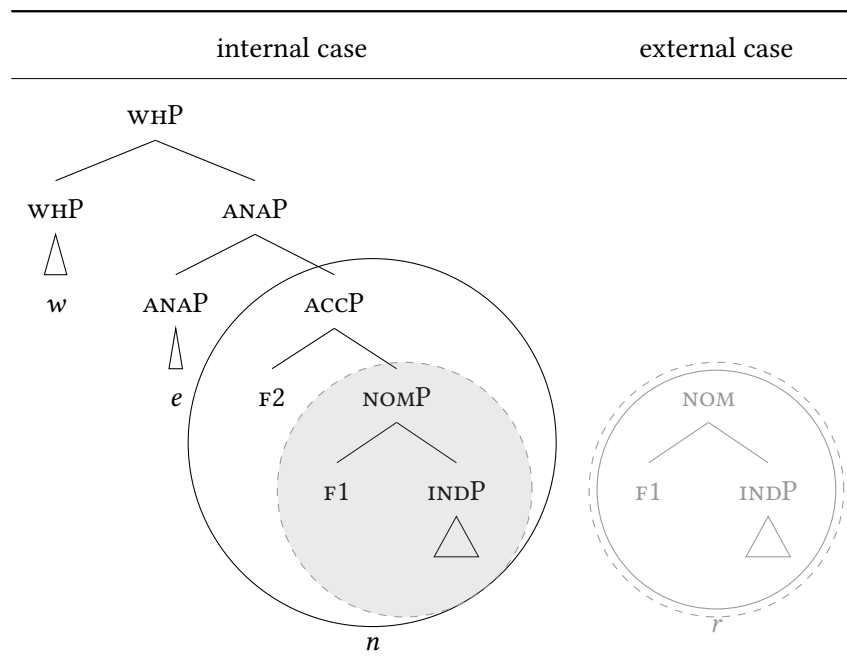 internal case external case
WHP
WHP ANAP
w ANAP ACCP
e F2 NOMP NOM
F1 INDP F1 INDP
n r